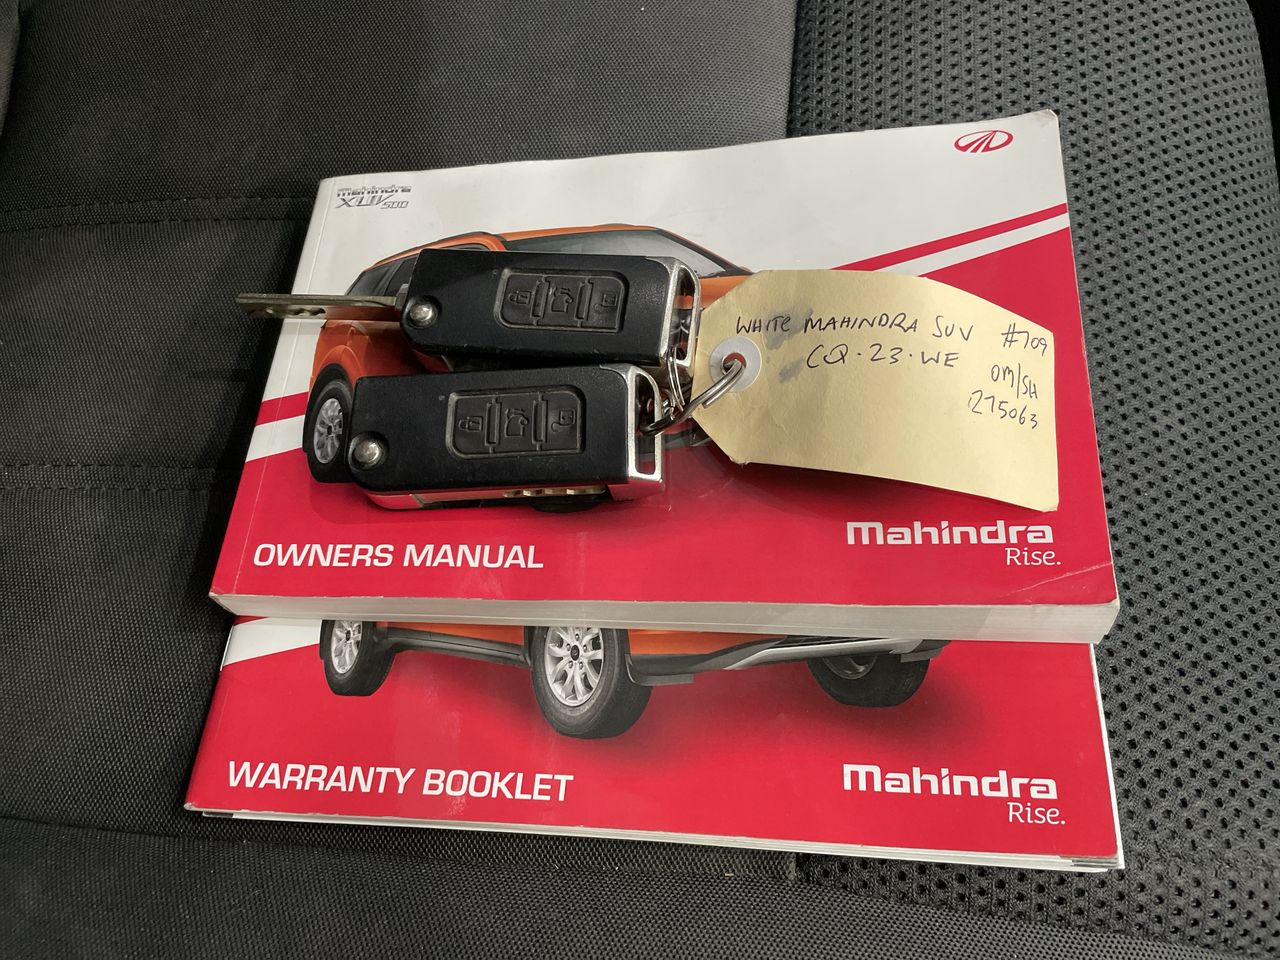 mahindra
XUV500
WHITE MAHINDRA SUV #709
CQ·23·WE
OM/SH
275063
OWNERS MANUAL
Mahindra
Rise.
WARRANTY BOOKLET
Mahindra
Rise.